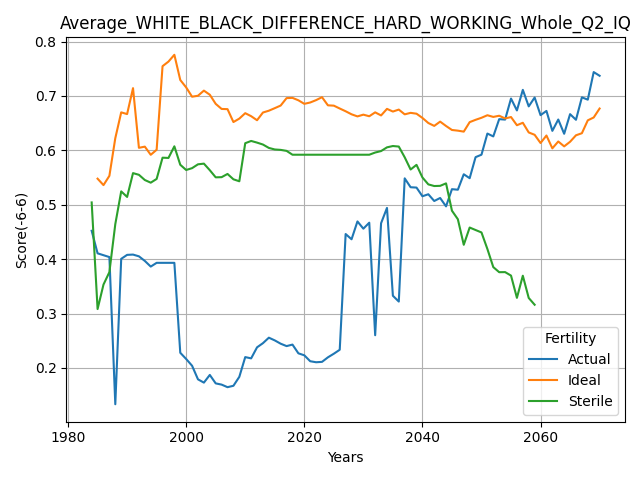 Average_WHITE_BLACK_DIFFERENCE_HARD_WORKING_Whole_Q2_IQ
0.8
0.7
0.6
0.5
0.4
0.3
0.2
Score(-6-6)
1980
2000
2020
2040
2060
Years
Fertility
Actual
Ideal
Sterile